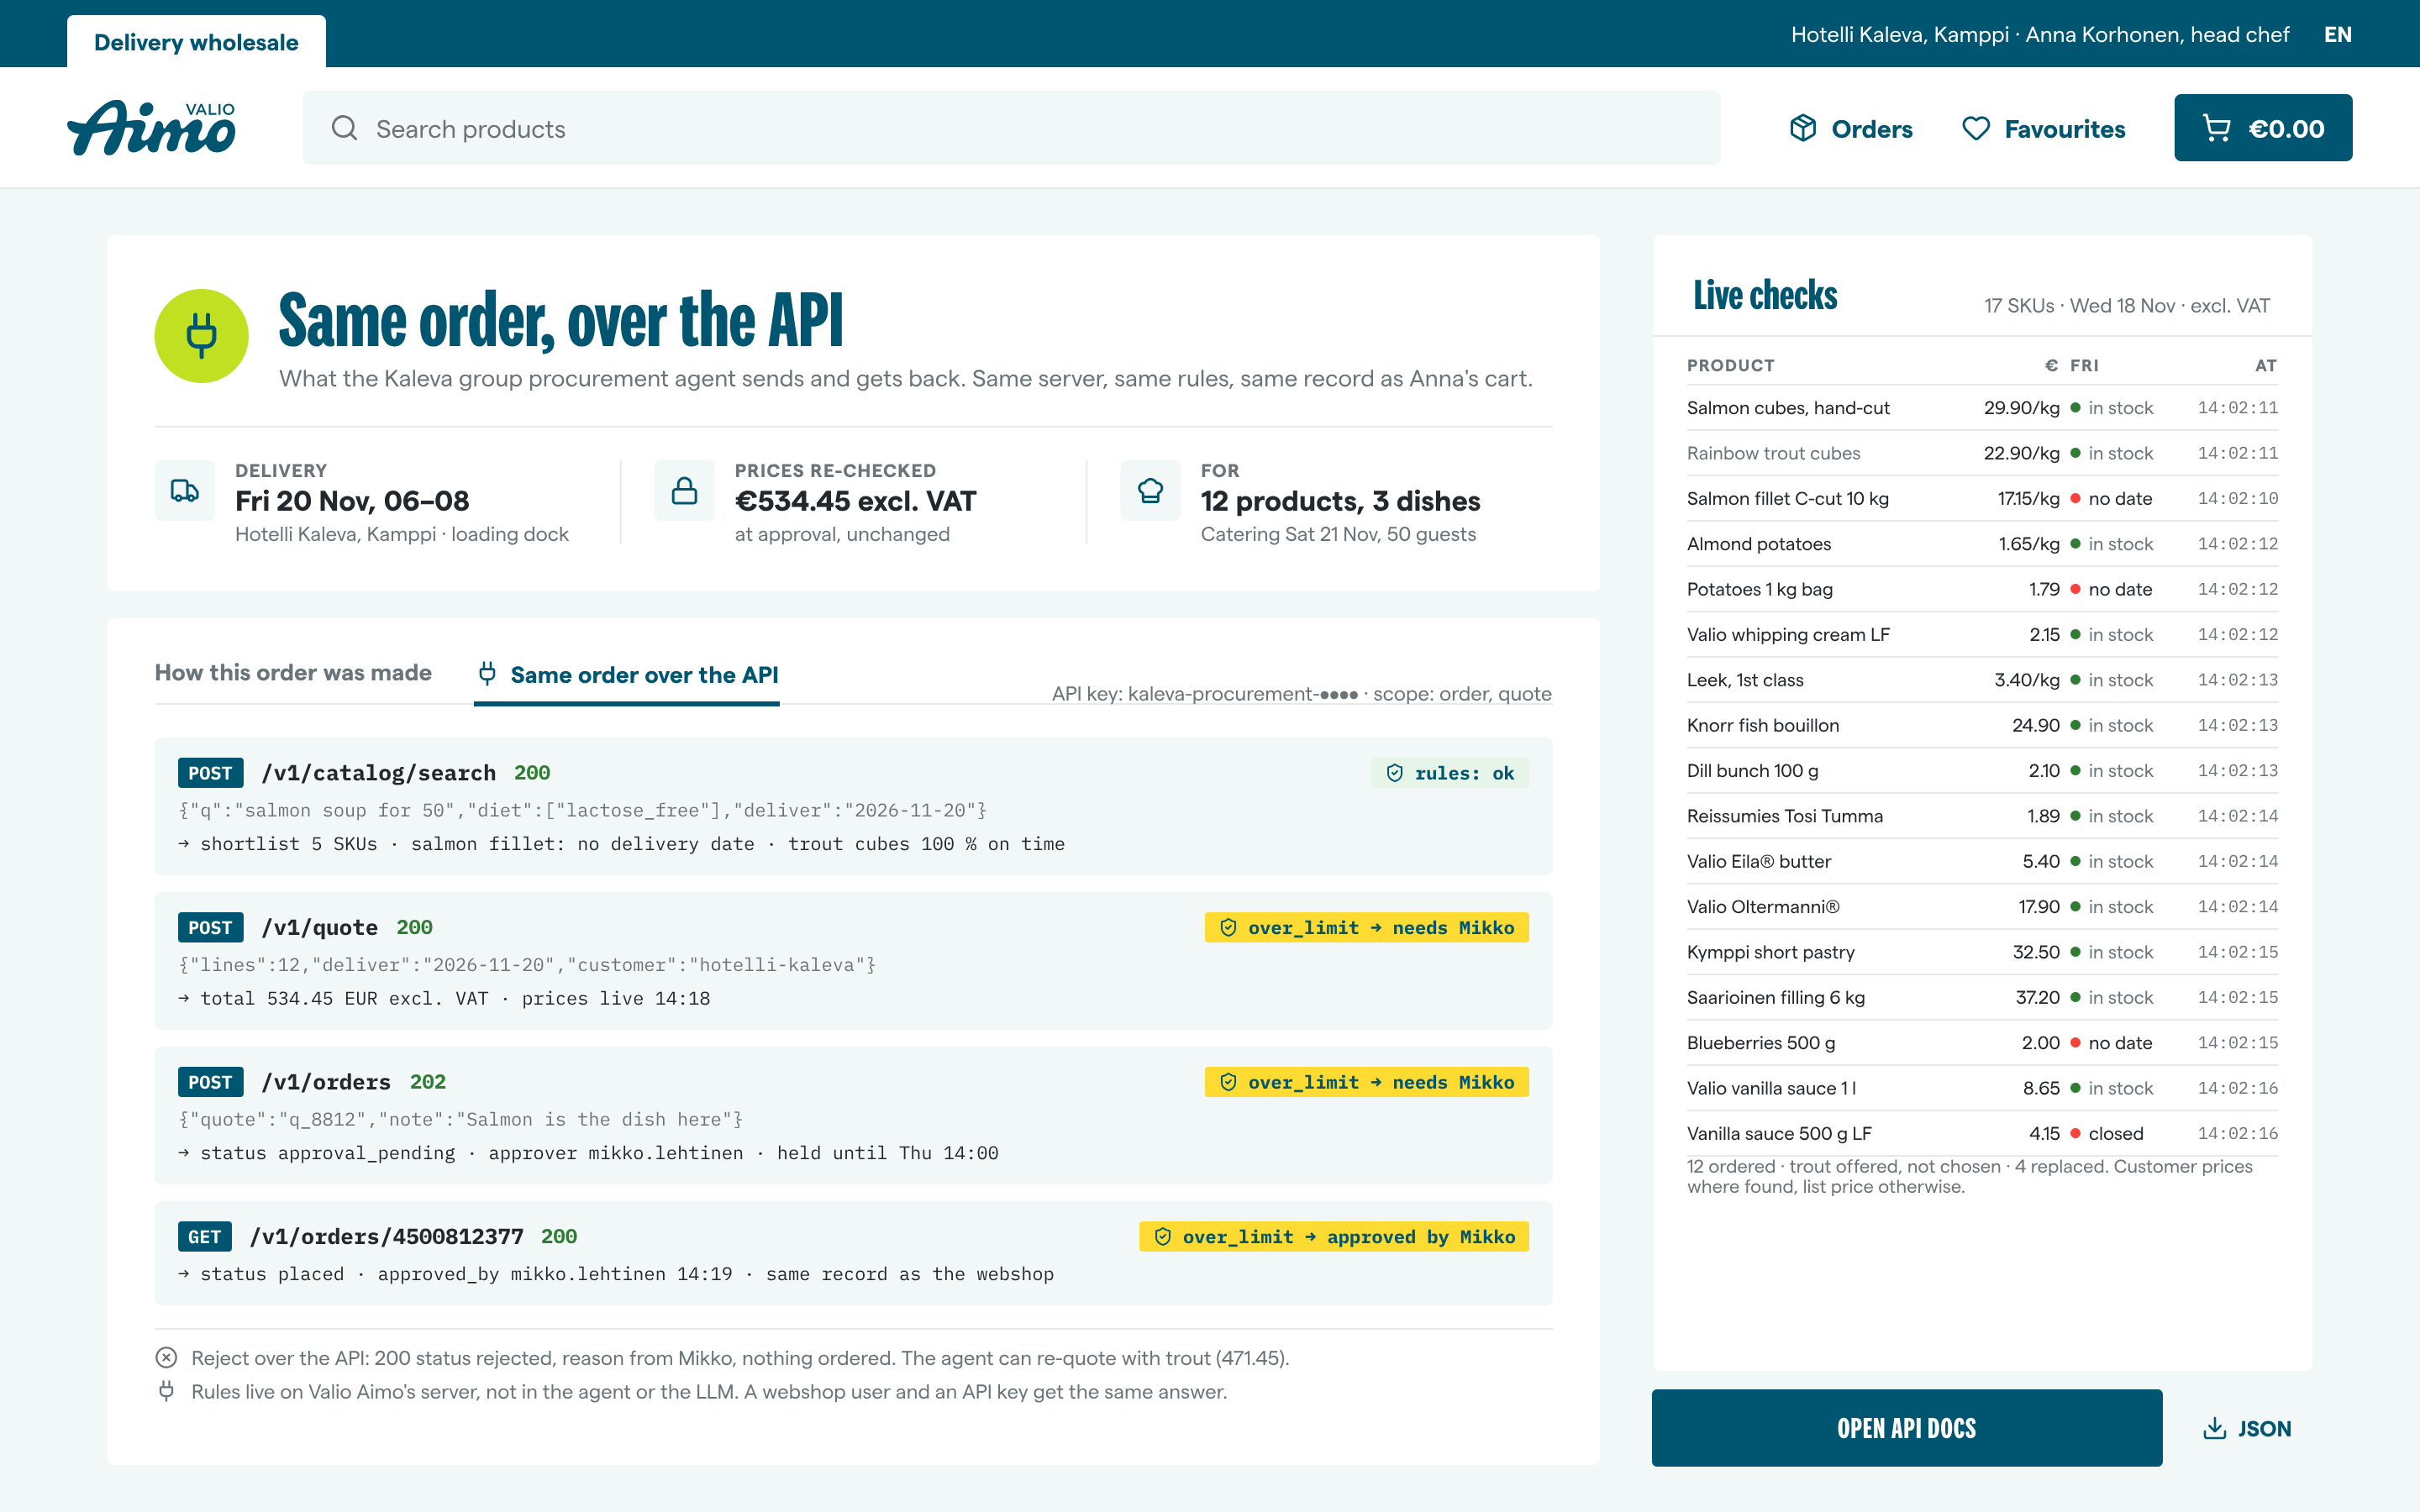 Delivery wholesale
Hotelli Kaleva, Kamppi · Anna Korhonen, head chef EN
VALIO
Aimo
Search products
Orders
Favourites
€0.00
Same order, over the API
What the Kaleva group procurement agent sends and gets back. Same server, same rules, same record as Anna's cart.
DELIVERY
Fri 20 Nov, 06–08
Hotelli Kaleva, Kamppi · loading dock
PRICES RE-CHECKED
€534.45 excl. VAT
at approval, unchanged
FOR
12 products, 3 dishes
Catering Sat 21 Nov, 50 guests
How this order was made
Same order over the API
API key: kaleva-procurement-●●●● · scope: order, quote
POST /v1/catalog/search 200
rules: ok
{"q":"salmon soup for 50","diet":["lactose_free"],"deliver":"2026-11-20"}
→ shortlist 5 SKUs · salmon fillet: no delivery date · trout cubes 100 % on time
POST /v1/quote 200
over_limit → needs Mikko
{"lines":12,"deliver":"2026-11-20","customer":"hotelli-kaleva"}
→ total 534.45 EUR excl. VAT · prices live 14:18
POST /v1/orders 202
over_limit → needs Mikko
{"quote":"q_8812","note":"Salmon is the dish here"}
→ status approval_pending · approver mikko.lehtinen · held until Thu 14:00
GET /v1/orders/4500812377 200
over_limit → approved by Mikko
→ status placed · approved_by mikko.lehtinen 14:19 · same record as the webshop
Reject over the API: 200 status rejected, reason from Mikko, nothing ordered. The agent can re-quote with trout (471.45).
Rules live on Valio Aimo's server, not in the agent or the LLM. A webshop user and an API key get the same answer.
Live checks
17 SKUs · Wed 18 Nov · excl. VAT
PRODUCT € FRI AT
Salmon cubes, hand-cut 29.90/kg in stock 14:02:11
Rainbow trout cubes 22.90/kg in stock 14:02:11
Salmon fillet C-cut 10 kg 17.15/kg no date 14:02:10
Almond potatoes 1.65/kg in stock 14:02:12
Potatoes 1 kg bag 1.79 no date 14:02:12
Valio whipping cream LF 2.15 in stock 14:02:12
Leek, 1st class 3.40/kg in stock 14:02:13
Knorr fish bouillon 24.90 in stock 14:02:13
Dill bunch 100 g 2.10 in stock 14:02:13
Reissumies Tosi Tumma 1.89 in stock 14:02:14
Valio Eila® butter 5.40 in stock 14:02:14
Valio Oltermanni® 17.90 in stock 14:02:14
Kymppi short pastry 32.50 in stock 14:02:15
Saarioinen filling 6 kg 37.20 in stock 14:02:15
Blueberries 500 g 2.00 no date 14:02:15
Valio vanilla sauce 1 l 8.65 in stock 14:02:16
Vanilla sauce 500 g LF 4.15 closed 14:02:16
12 ordered · trout offered, not chosen · 4 replaced. Customer prices
where found, list price otherwise.
OPEN API DOCS
JSON